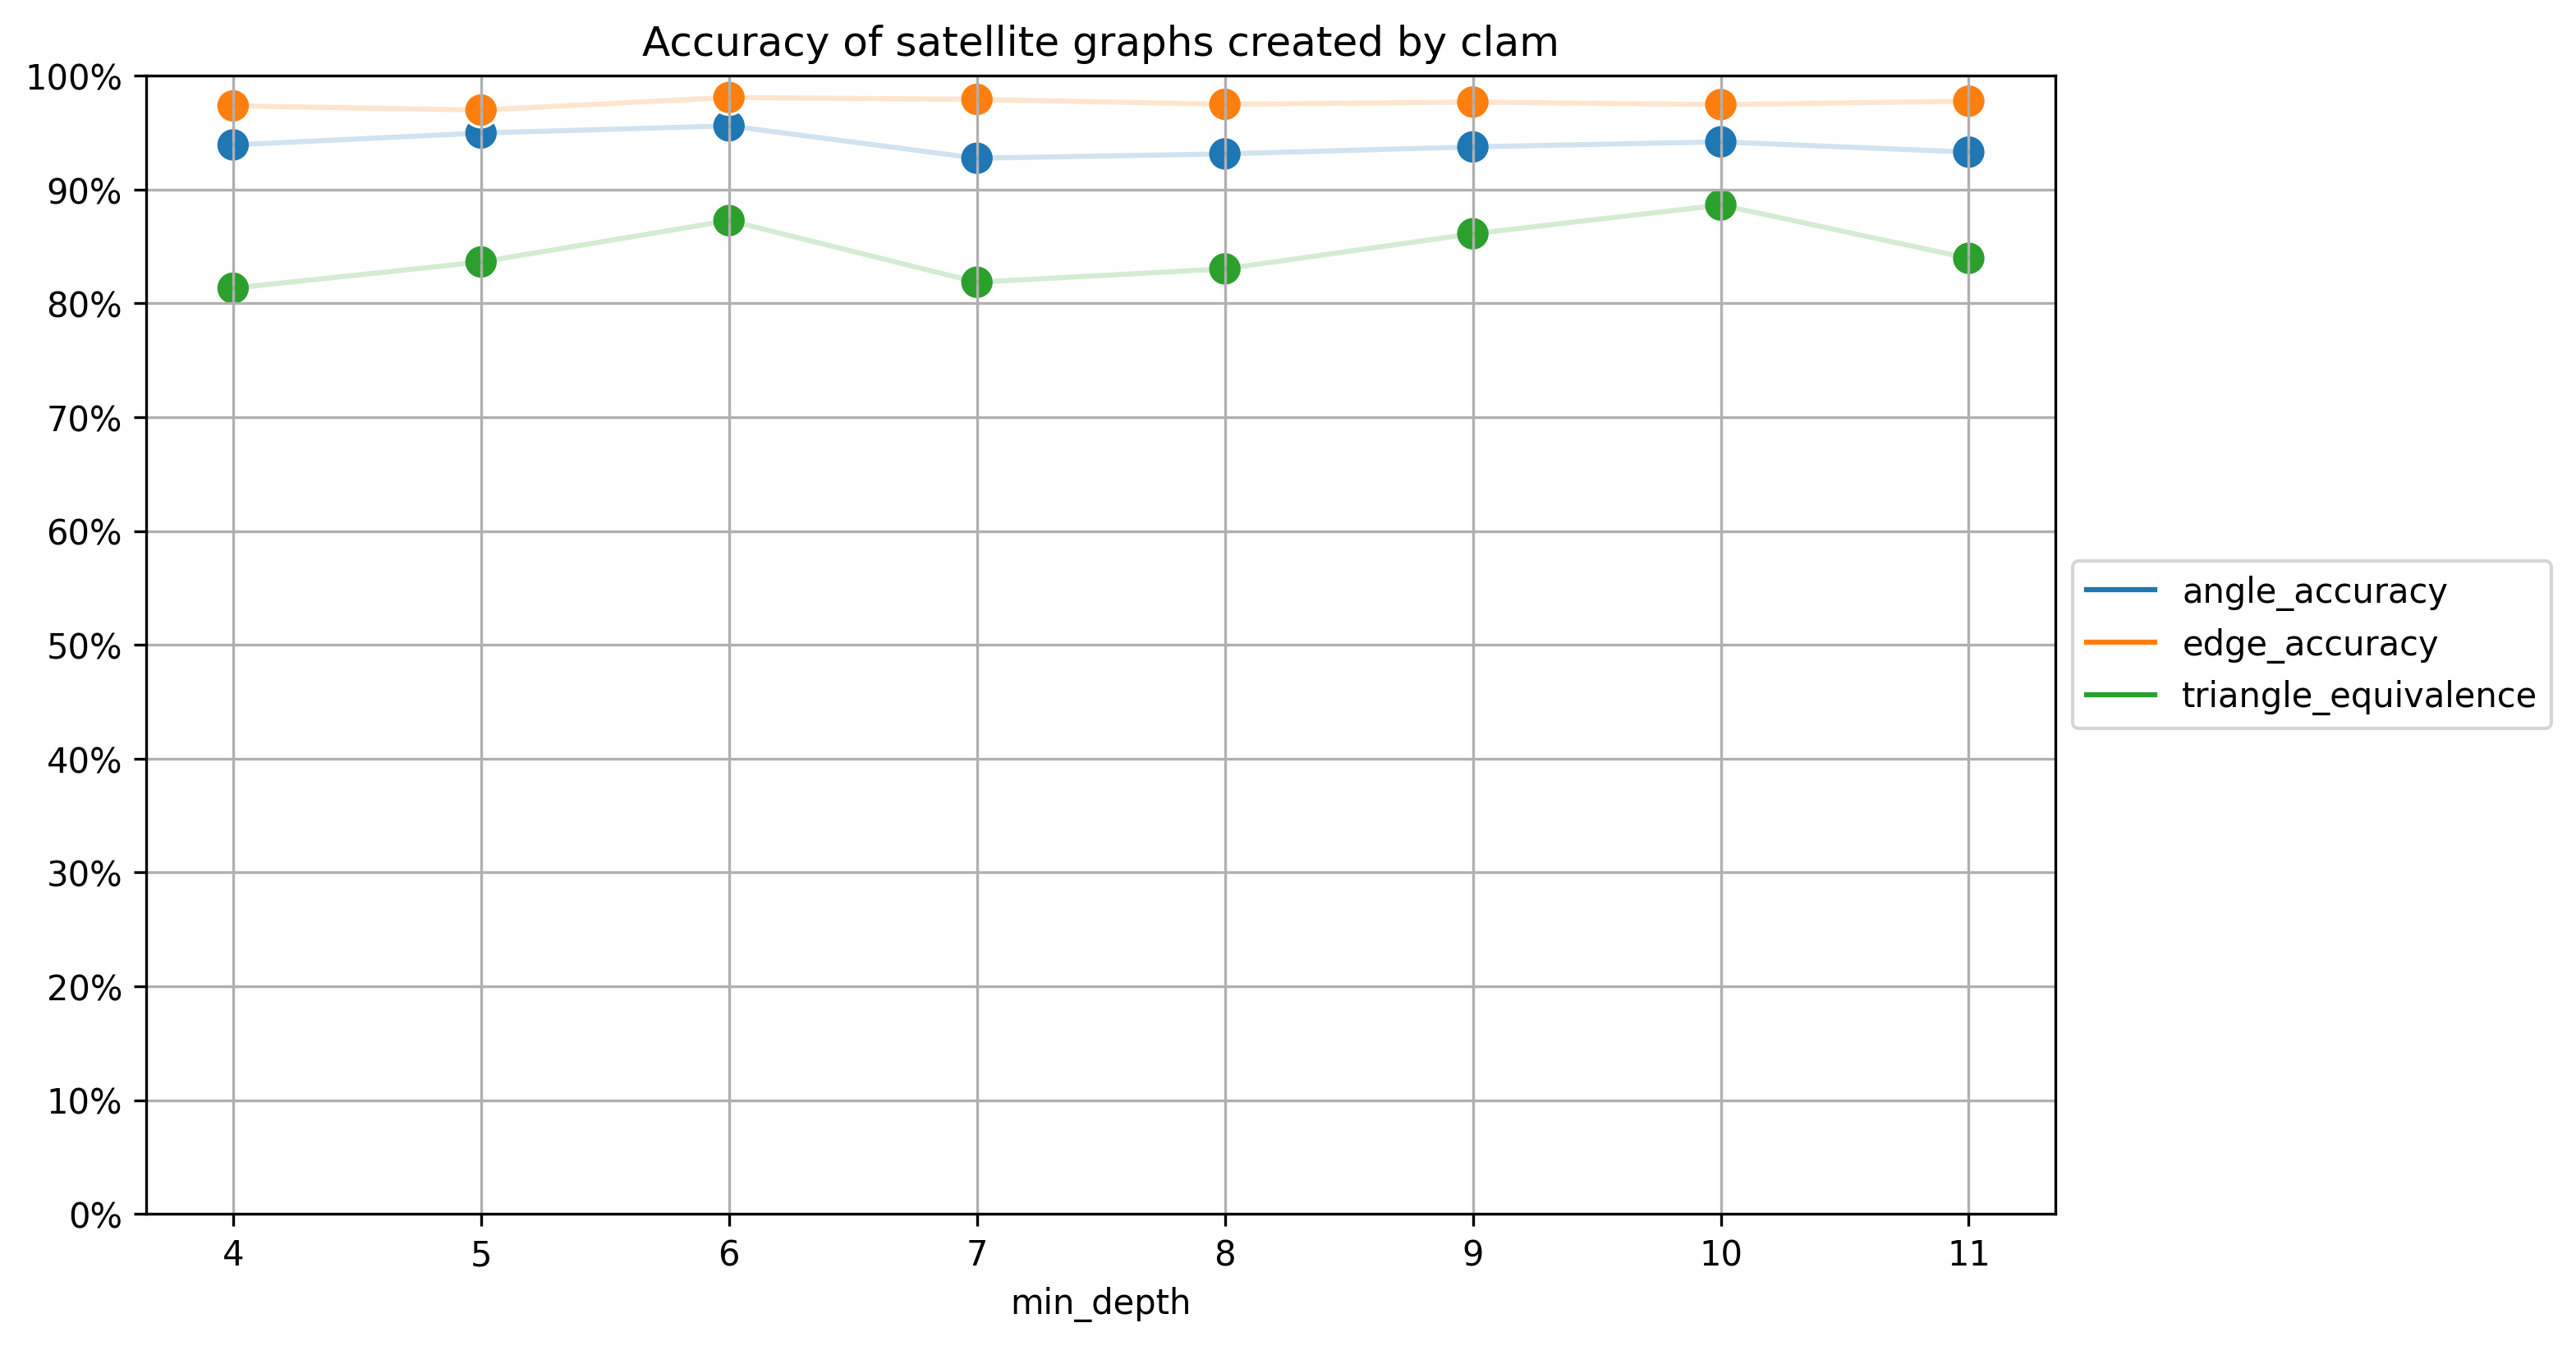 Accuracy of satellite graphs created by clam
100%
90%
80%
70%
60%
50%
40%
30%
20%
10%
0%
4 5 6 7 8 9 10 11
min_depth
angle_accuracy
edge_accuracy
triangle_equivalence